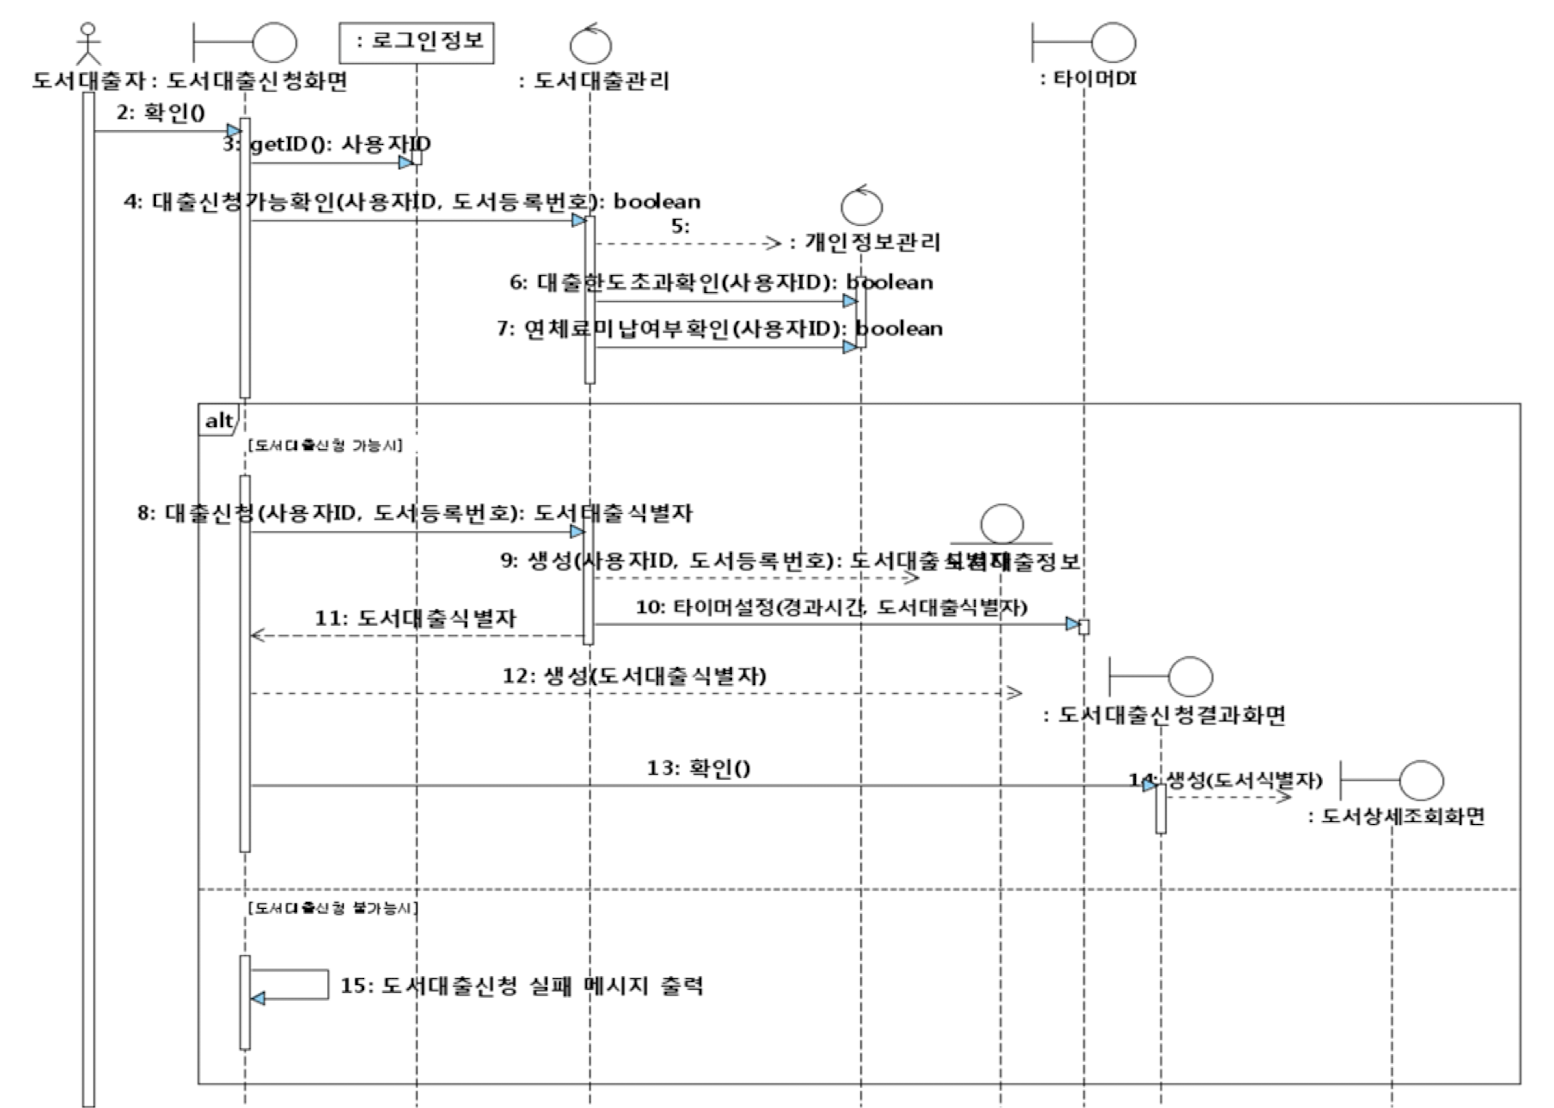 : 로그인정보
도서대출자
: 도서대출신청화면
: 도서대출관리
: 타이머DI
2: 확인()
3: getID(): 사용자ID
4: 대출신청가능확인(사용자ID, 도서등록번호): boolean
5:
: 개인정보관리
6: 대출한도초과확인(사용자ID): boolean
7: 연체료미납여부확인(사용자ID): boolean
alt
[도서대출신청 가능시]
8: 대출신청(사용자ID, 도서등록번호): 도서대출식별자
9: 생성(사용자ID, 도서등록번호): 도서대출식별자
도서대출정보
10: 타이머설정(경과시간, 도서대출식별자)
11: 도서대출식별자
12: 생성(도서대출식별자)
: 도서대출신청결과화면
13: 확인()
14: 생성(도서식별자)
: 도서상세조회화면
[도서대출신청 불가능시]
15: 도서대출신청 실패 메시지 출력